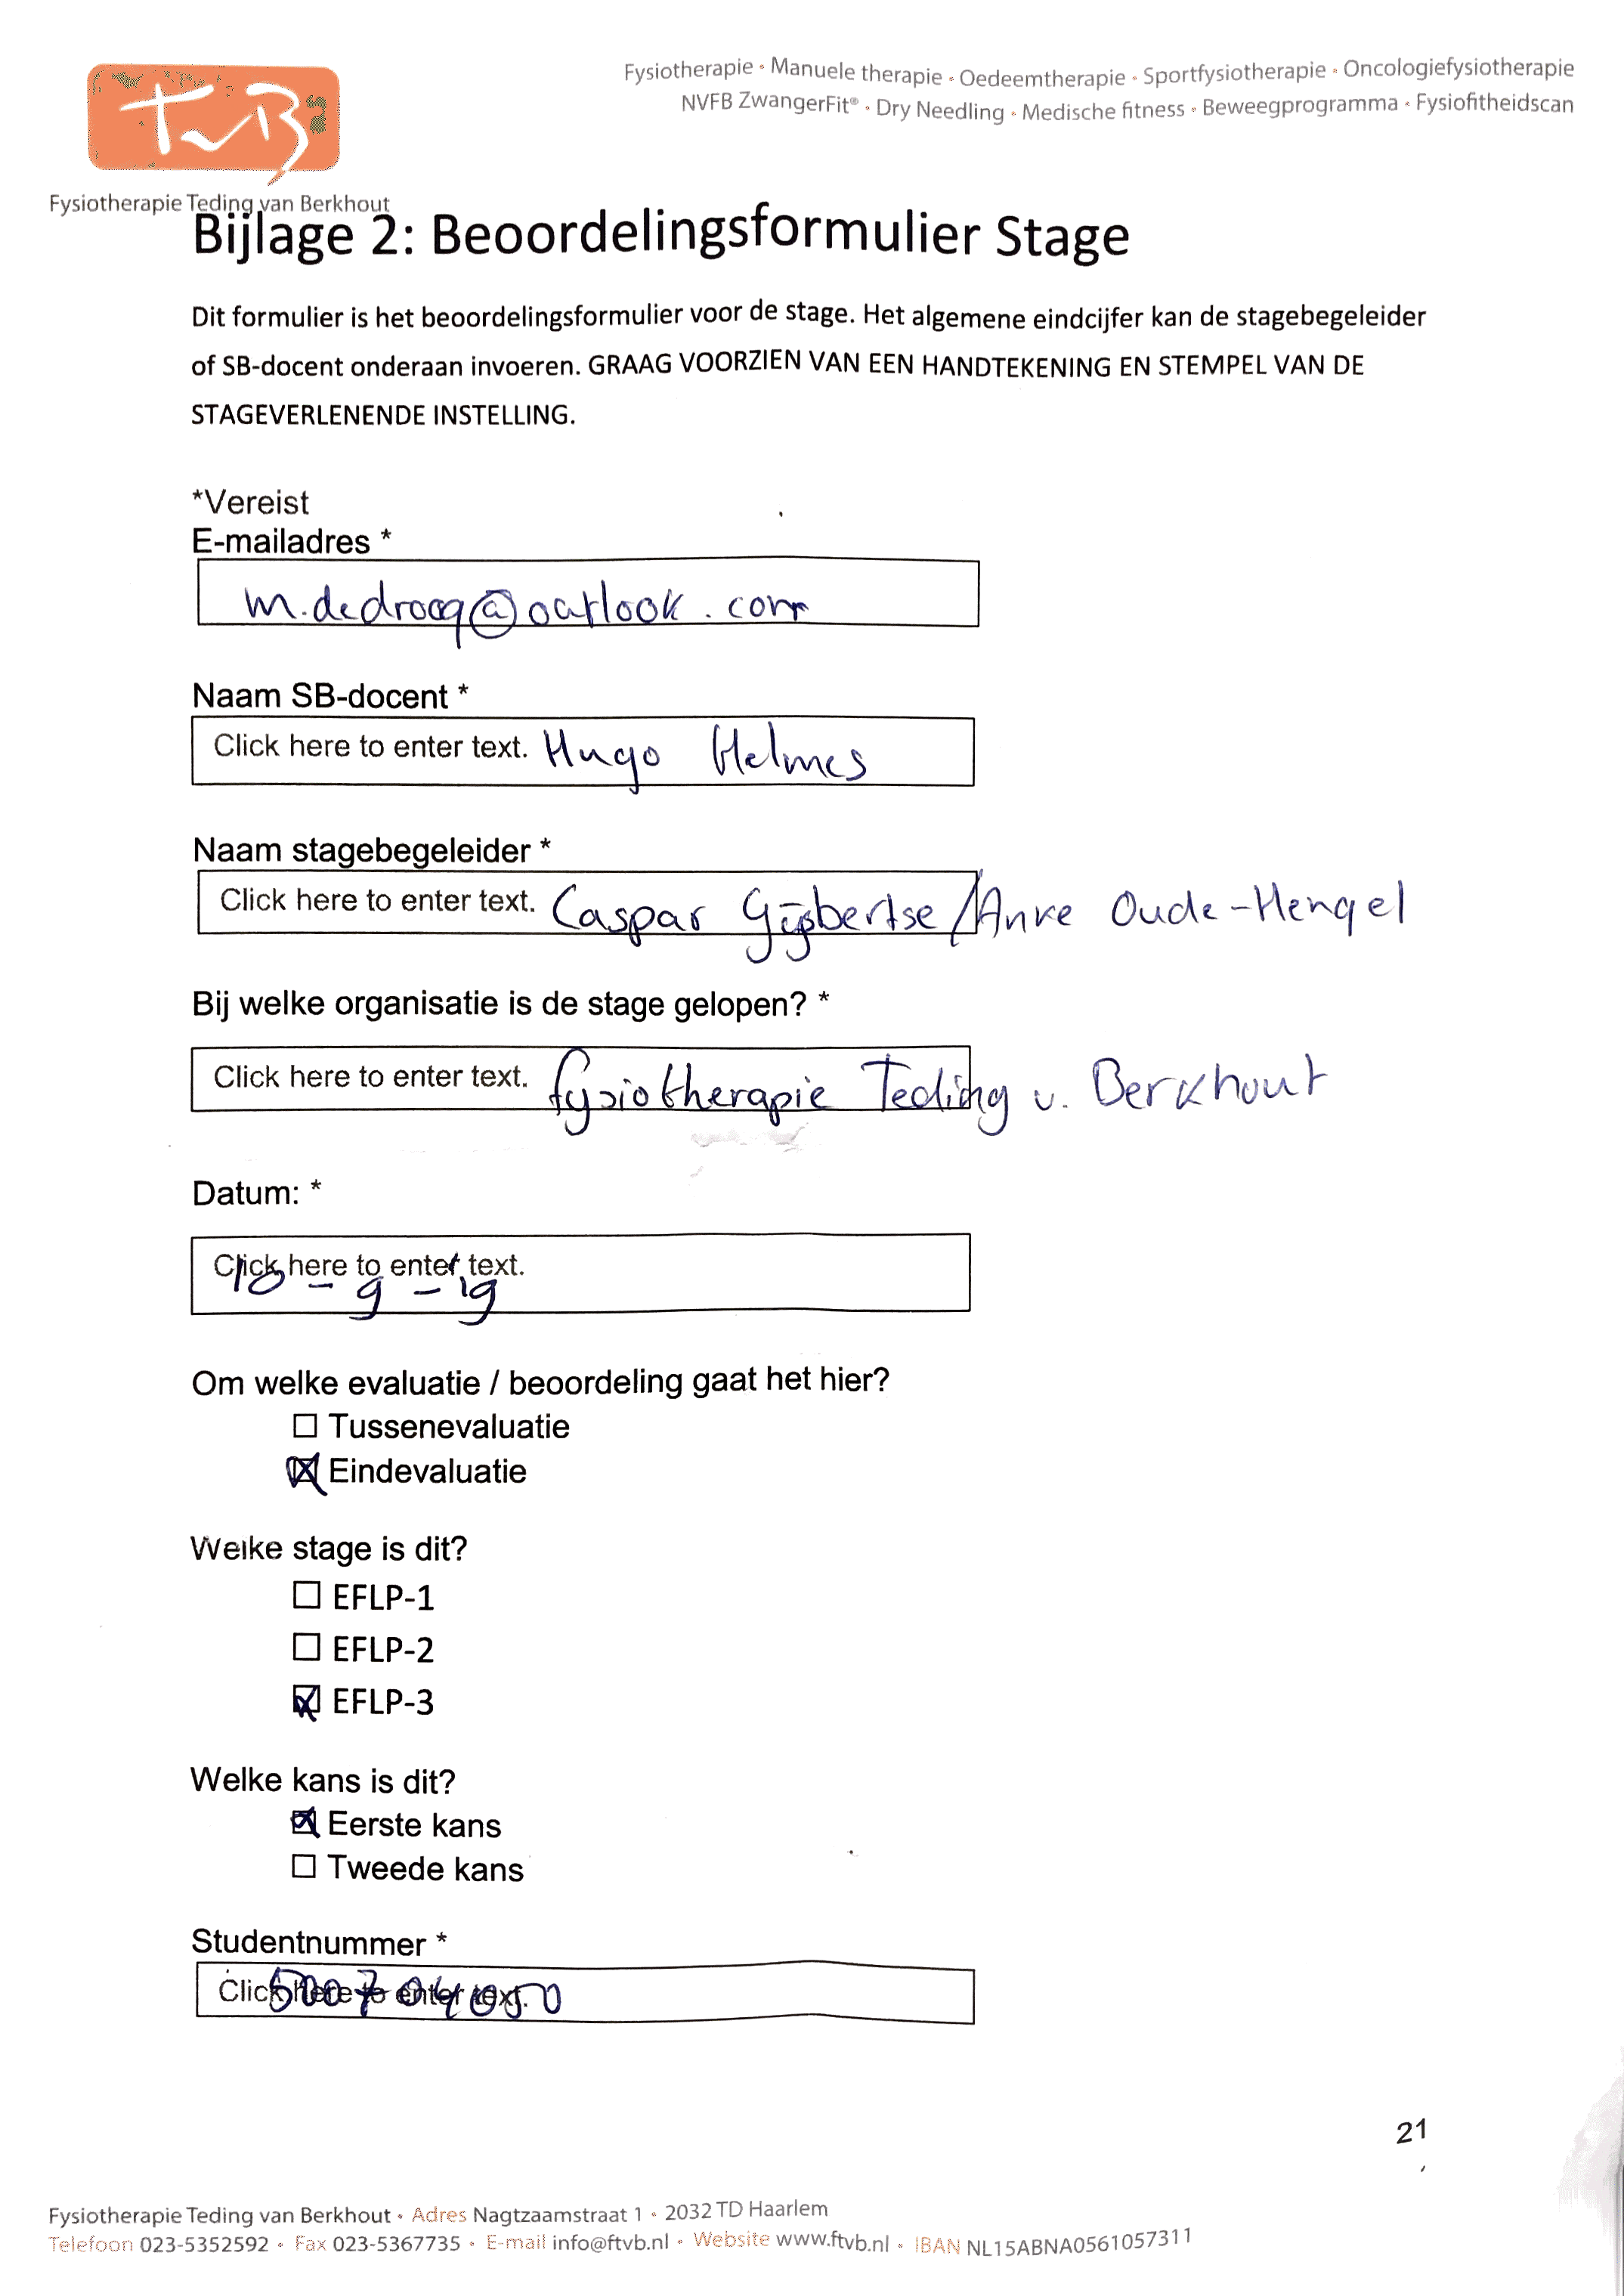 Fysiotherapie • Manuele therapie • Oedeemtherapie • Sportfysiotherapie • Oncologiefysiotherapie
NVFB ZwangerFit® • Dry Needling • Medische fitness • Beweegprogramma • Fysiofitheidscan
TvB
Fysiotherapie Teding van Berkhout
Bijlage 2: Beoordelingsformulier Stage
Dit formulier is het beoordelingsformulier voor de stage. Het algemene eindcijfer kan de stagebegeleider
of SB-docent onderaan invoeren. GRAAG VOORZIEN VAN EEN HANDTEKENING EN STEMPEL VAN DE
STAGEVERLENENDE INSTELLING.
*Vereist
E-mailadres *
Naam SB-docent *
Click here to enter text. Hugo Helmes
Naam stagebegeleider *
Click here to enter text. Caspar Gijsbertse / Anke Oude-Hengel
Bij welke organisatie is de stage gelopen? *
Click here to enter text. fysiotherapie Teding v. Berkhout
Datum: *
Click here to enter text.
10 - 9 - 19
Om welke evaluatie / beoordeling gaat het hier?
☐ Tussenevaluatie
☒ Eindevaluatie
Welke stage is dit?
☐ EFLP-1
☐ EFLP-2
☒ EFLP-3
Welke kans is dit?
☒ Eerste kans
☐ Tweede kans
Studentnummer *
Click here to enter text.
21
Fysiotherapie Teding van Berkhout • Adres Nagtzaamstraat 1 • 2032 TD Haarlem
Telefoon 023-5352592 • Fax 023-5367735 • E-mail info@ftvb.nl • Website www.ftvb.nl • IBAN NL15ABNA0561057311